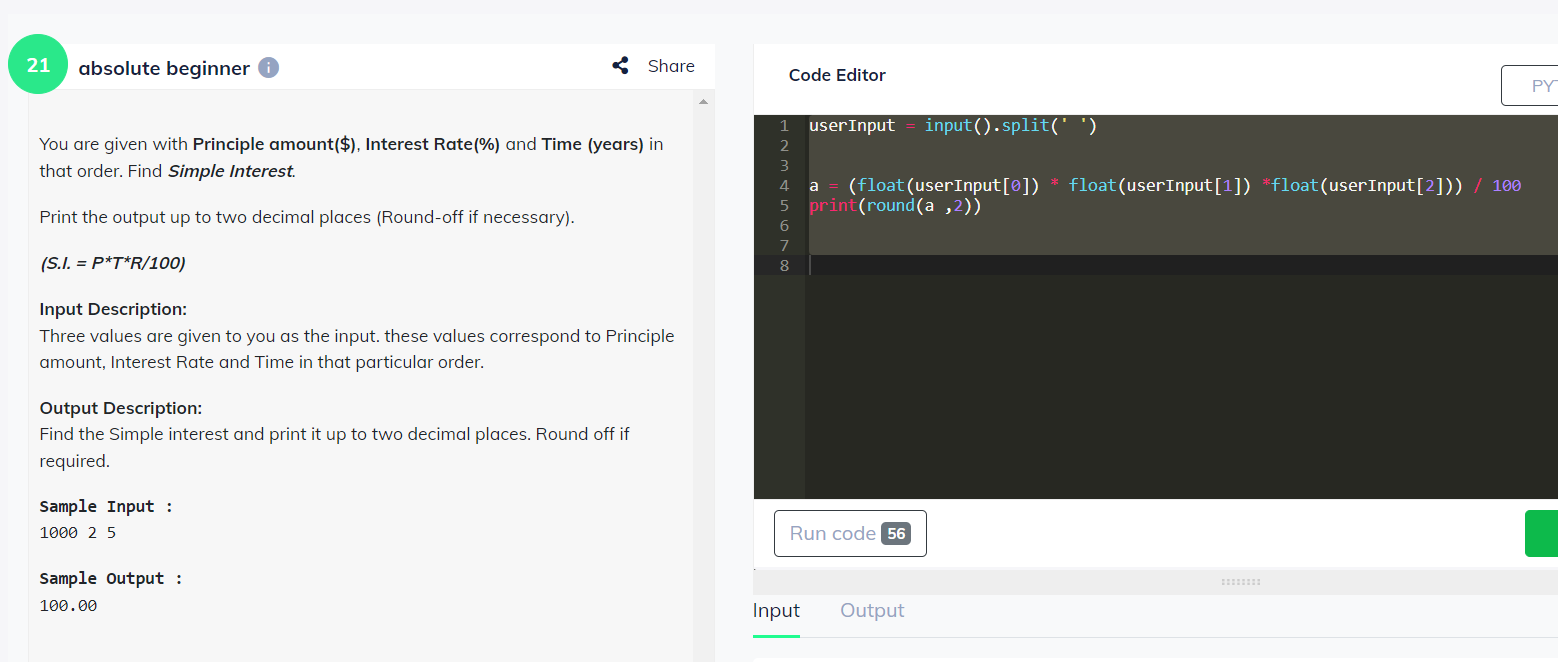 21
absolute beginner i
Share
You are given with Principle amount($), Interest Rate(%) and Time (years) in
that order. Find Simple Interest.
Print the output up to two decimal places (Round-off if necessary).
(S.I. = P*T*R/100)
Input Description:
Three values are given to you as the input. these values correspond to Principle
amount, Interest Rate and Time in that particular order.
Output Description:
Find the Simple interest and print it up to two decimal places. Round off if
required.
Sample Input :
1000 2 5
Sample Output :
100.00
Code Editor
PYT
1 userInput = input().split(' ')
2
3
4 a = (float(userInput[0]) * float(userInput[1]) *float(userInput[2])) / 100
5 print(round(a ,2))
6
7
8
Run code 56
Input
Output